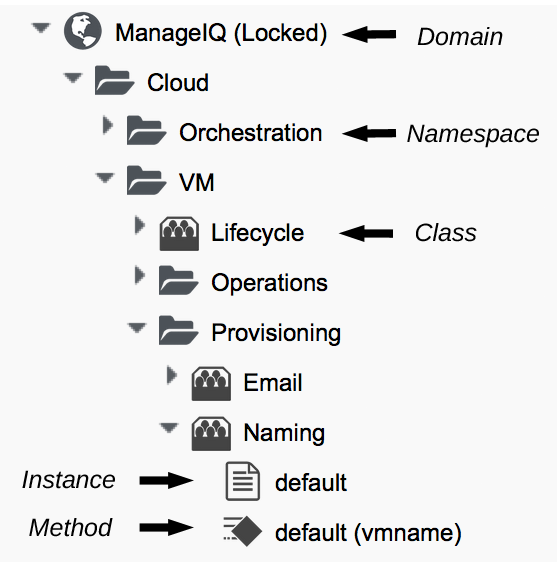 ManageIQ (Locked) Domain
Cloud
Orchestration Namespace
VM
Lifecycle Class
Operations
Provisioning
Email
Naming
Instance default
Method default (vmname)